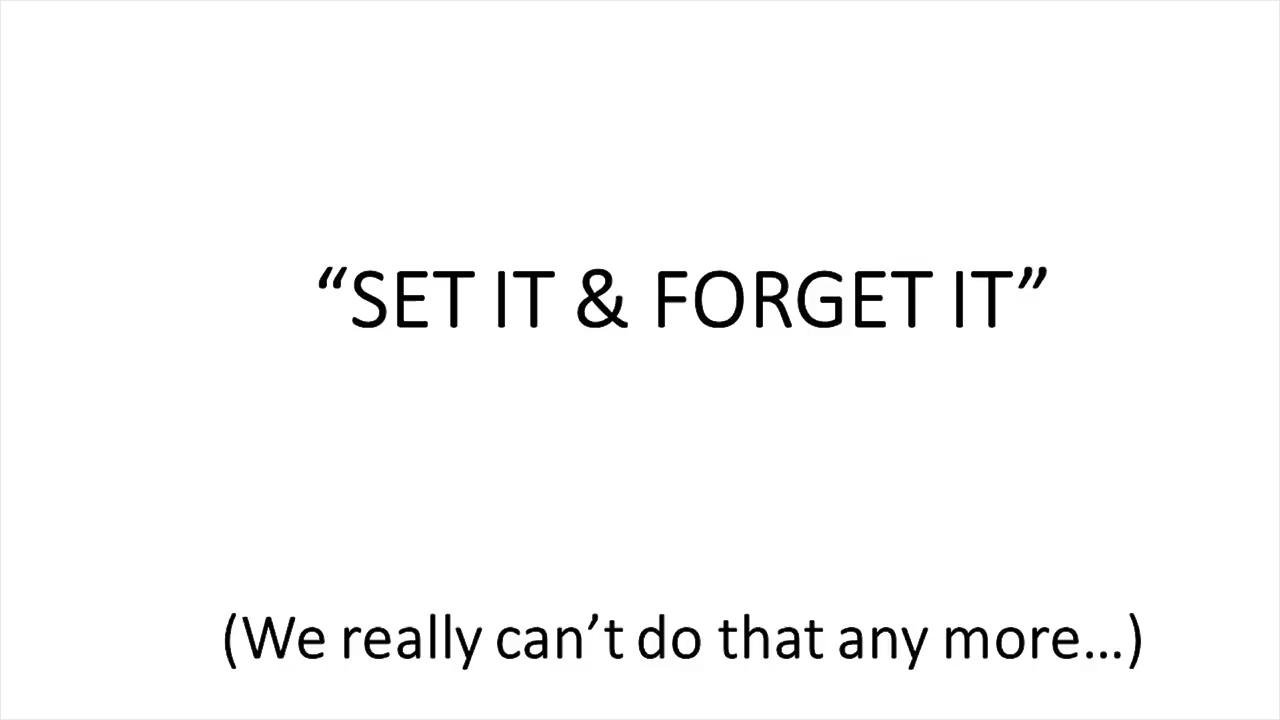 “SET IT & FORGET IT”
(We really can’t do that any more…)